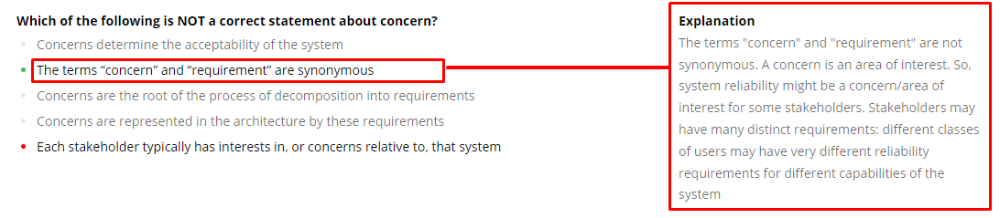 Which of the following is NOT a correct statement about concern?
Concerns determine the acceptability of the system
The terms “concern” and “requirement” are synonymous
Concerns are the root of the process of decomposition into requirements
Concerns are represented in the architecture by these requirements
Each stakeholder typically has interests in, or concerns relative to, that system
Explanation
The terms "concern" and "requirement" are not
synonymous. A concern is an area of interest. So,
system reliability might be a concern/area of
interest for some stakeholders. Stakeholders may
have many distinct requirements: different classes
of users may have very different reliability
requirements for different capabilities of the
system